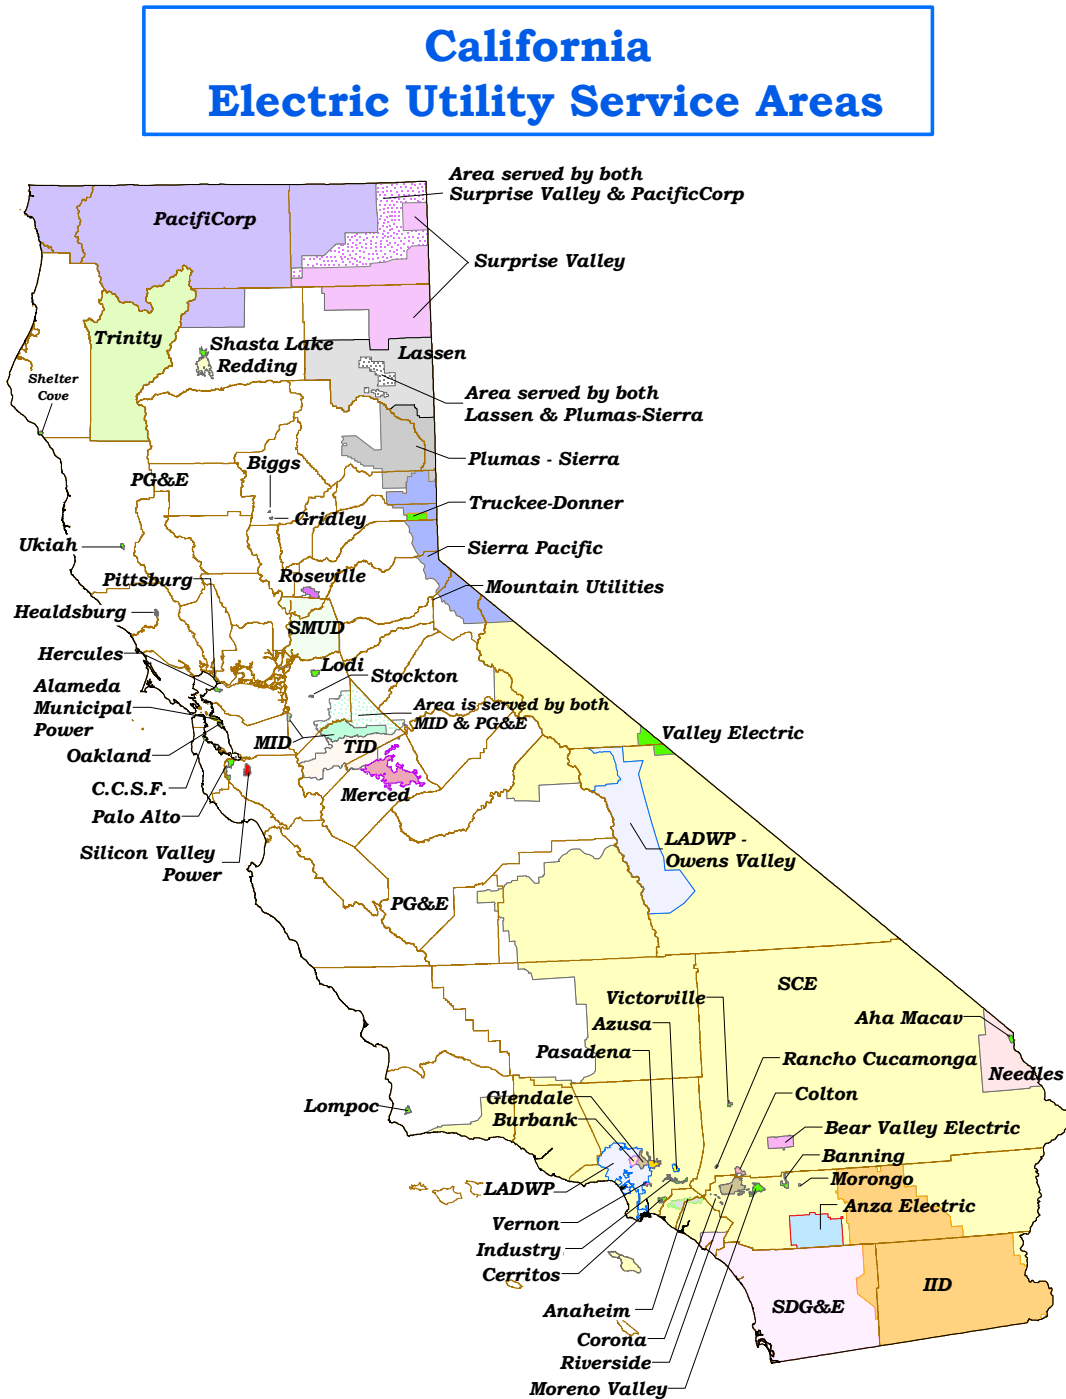 California
Electric Utility Service Areas
Area served by both
Surprise Valley & PacificCorp
PacifiCorp
Surprise Valley
Trinity
Shasta Lake
Redding
Lassen
Shelter
Cove
Area served by both
Lassen & Plumas-Sierra
Biggs
Plumas - Sierra
PG&E
Gridley
Truckee-Donner
Ukiah
Sierra Pacific
Pittsburg
Roseville
Mountain Utilities
Healdsburg
SMUD
Hercules
Lodi
Stockton
Alameda
Municipal
Power
Area is served by both
MID & PG&E
Oakland
MID
TID
Valley Electric
C.C.S.F.
Merced
Palo Alto
LADWP -
Owens Valley
Silicon Valley
Power
PG&E
SCE
Victorville
Azusa
Aha Macav
Pasadena
Rancho Cucamonga
Needles
Glendale
Colton
Lompoc
Burbank
Bear Valley Electric
Banning
Morongo
LADWP
Anza Electric
Vernon
Industry
Cerritos
IID
SDG&E
Anaheim
Corona
Riverside
Moreno Valley